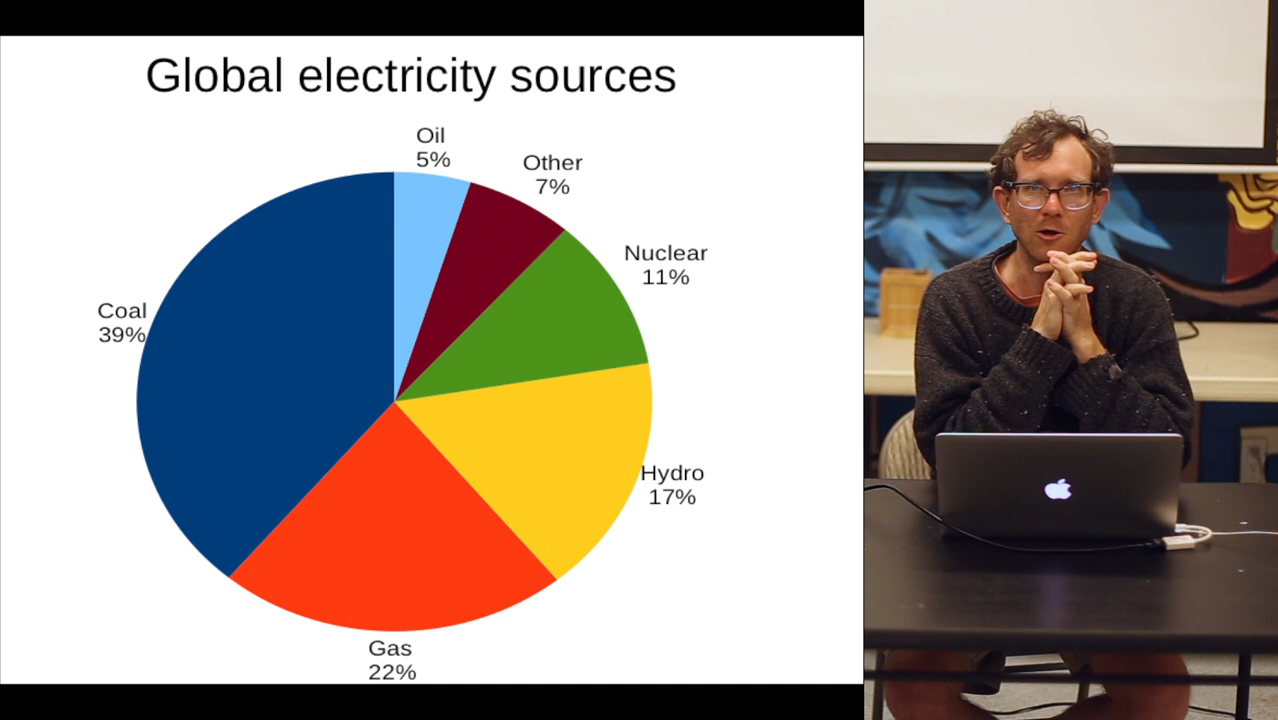 Global electricity sources
Oil
5%
Other
7%
Nuclear
11%
Coal
39%
Hydro
17%
Gas
22%